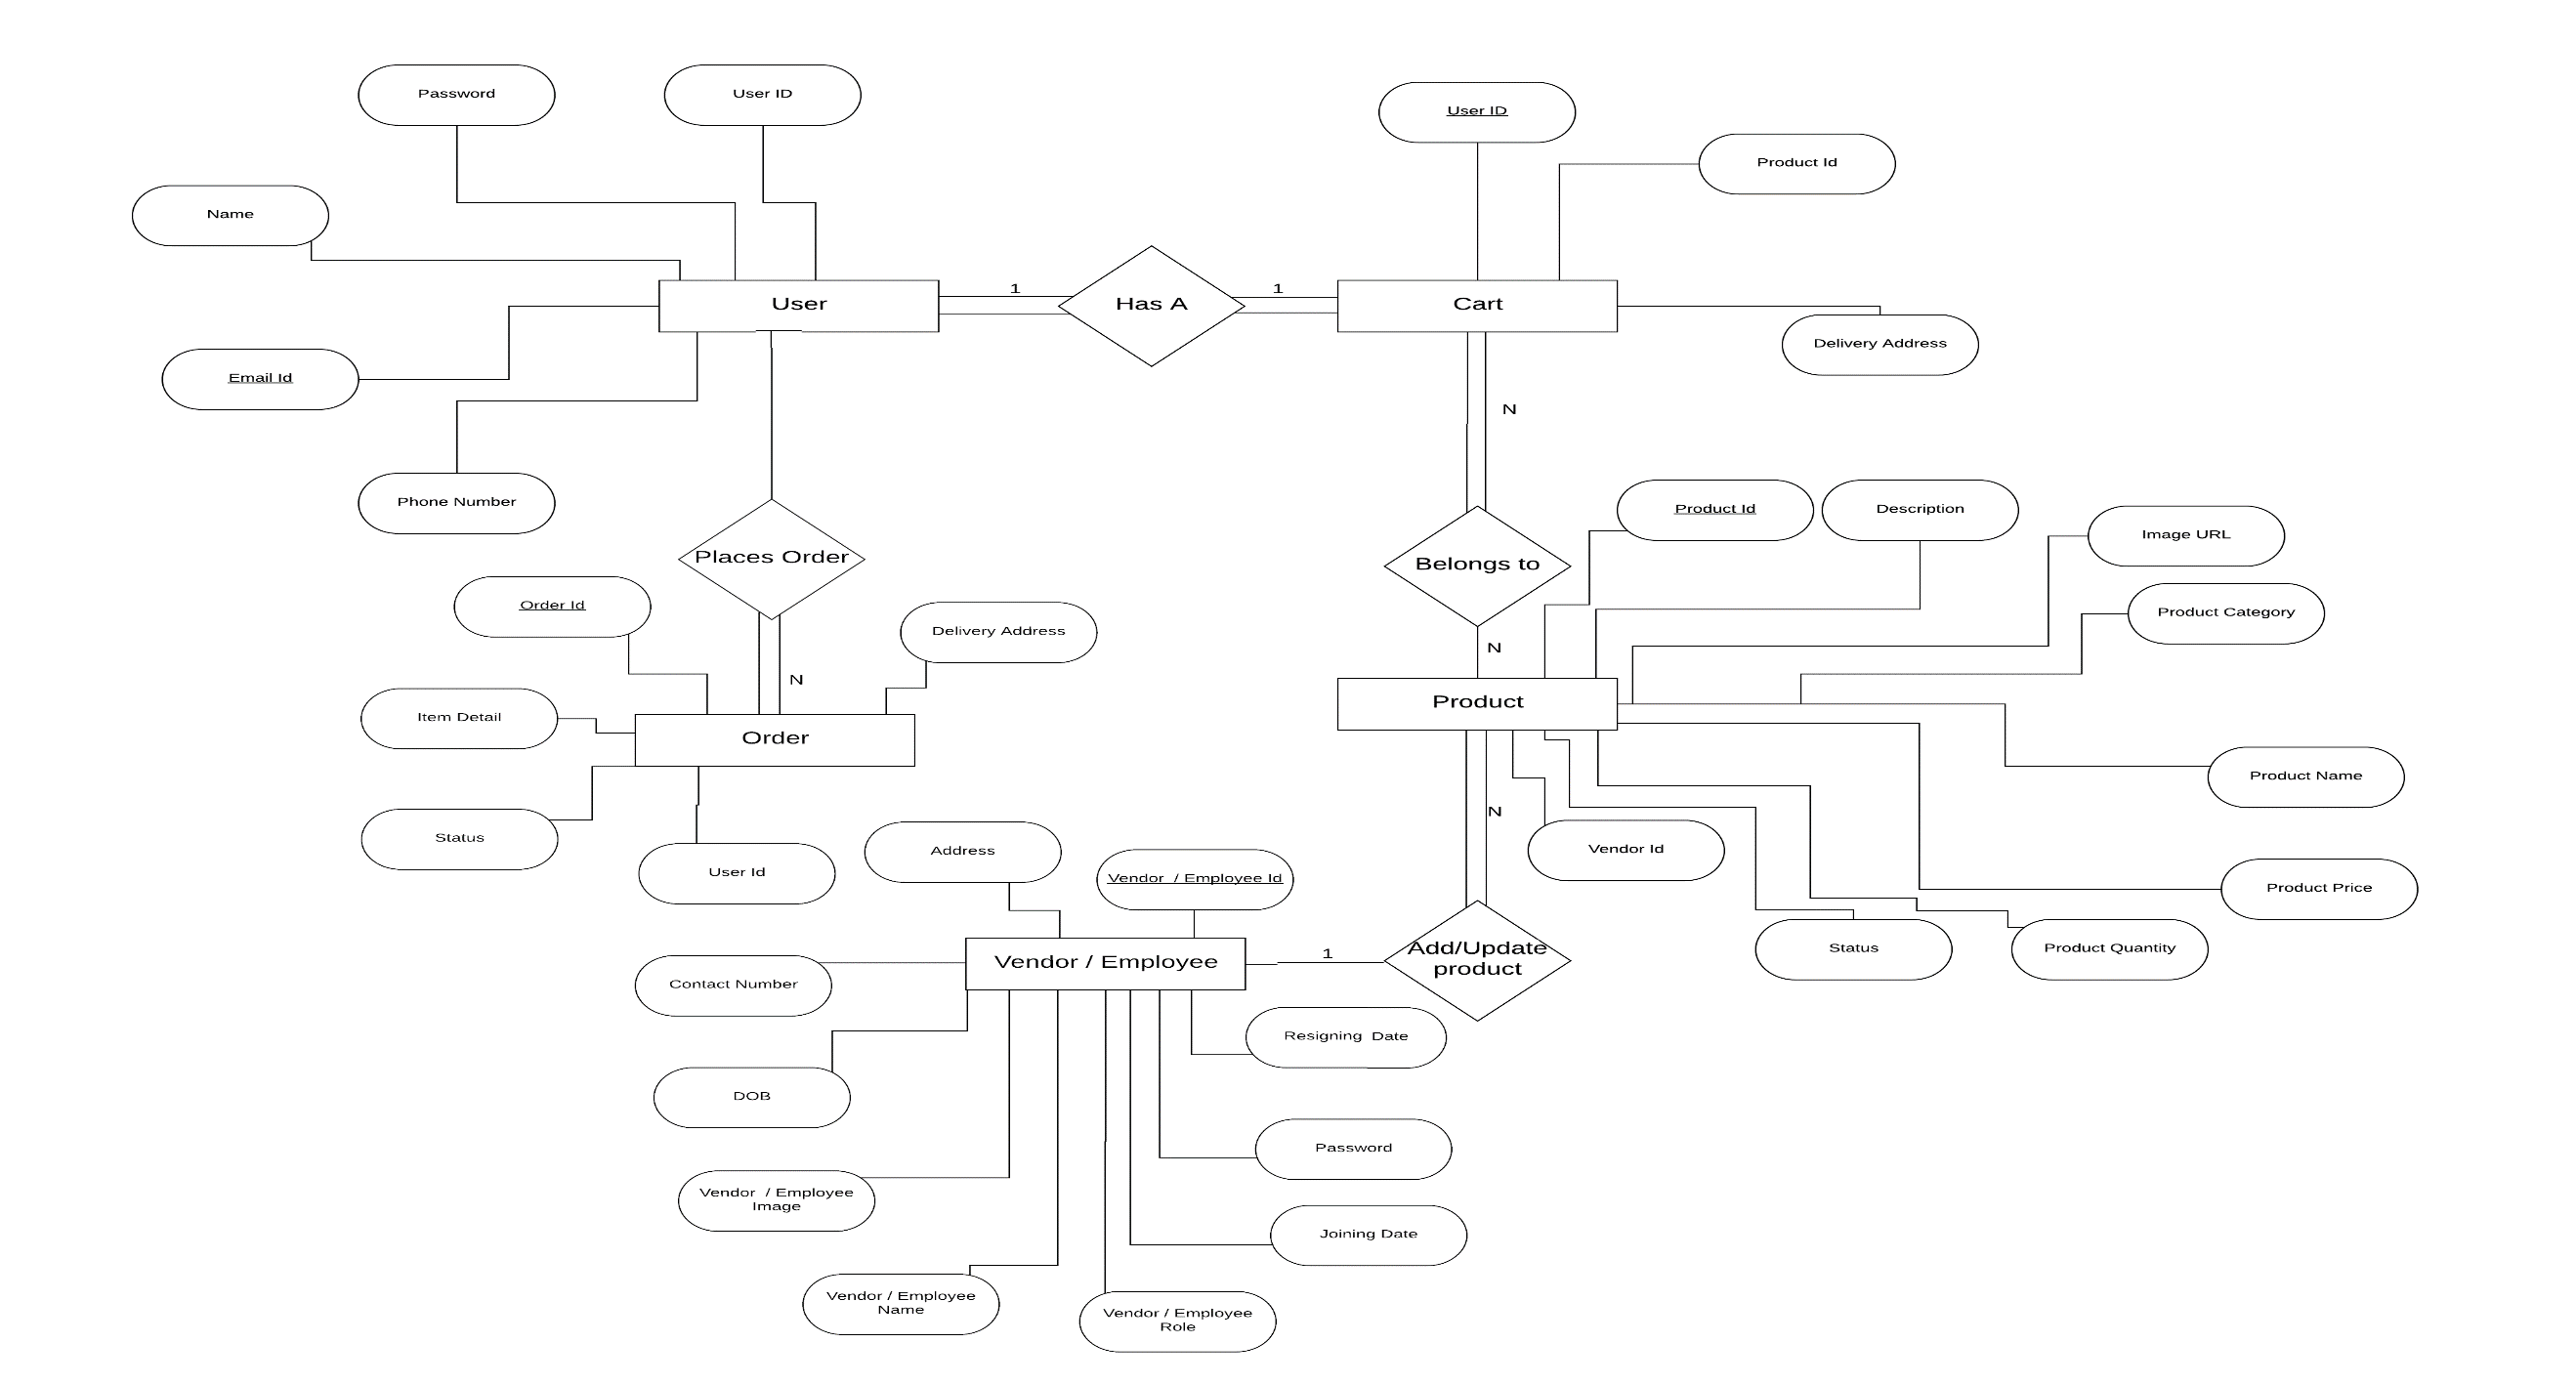 Password
User ID
User ID
Product Id
Name
1
1
User
Has A
Cart
Delivery Address
Email Id
N
Phone Number
Product Id
Description
Image URL
Places Order
Belongs to
Order Id
Product Category
Delivery Address
N
N
Product
Item Detail
Order
Product Name
N
Status
Vendor Id
Address
User Id
Vendor / Employee Id
Product Price
Add/Update
product
Status
Product Quantity
1
Vendor / Employee
Contact Number
Resigning Date
DOB
Password
Vendor / Employee
Image
Joining Date
Vendor / Employee
Name
Vendor / Employee
Role